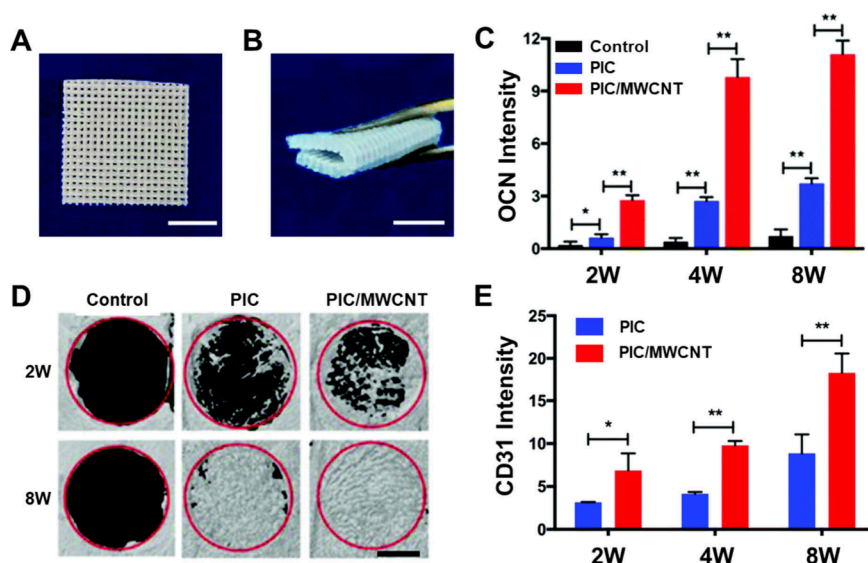 A
B
C
Control
PIC
PIC/MWCNT
OCN Intensity
12
9
6
3
0
*
**
**
**
**
**
2W
4W
8W
D
Control
PIC
PIC/MWCNT
2W
8W
E
PIC
PIC/MWCNT
CD31 Intensity
25
20
15
10
5
0
*
**
**
2W
4W
8W